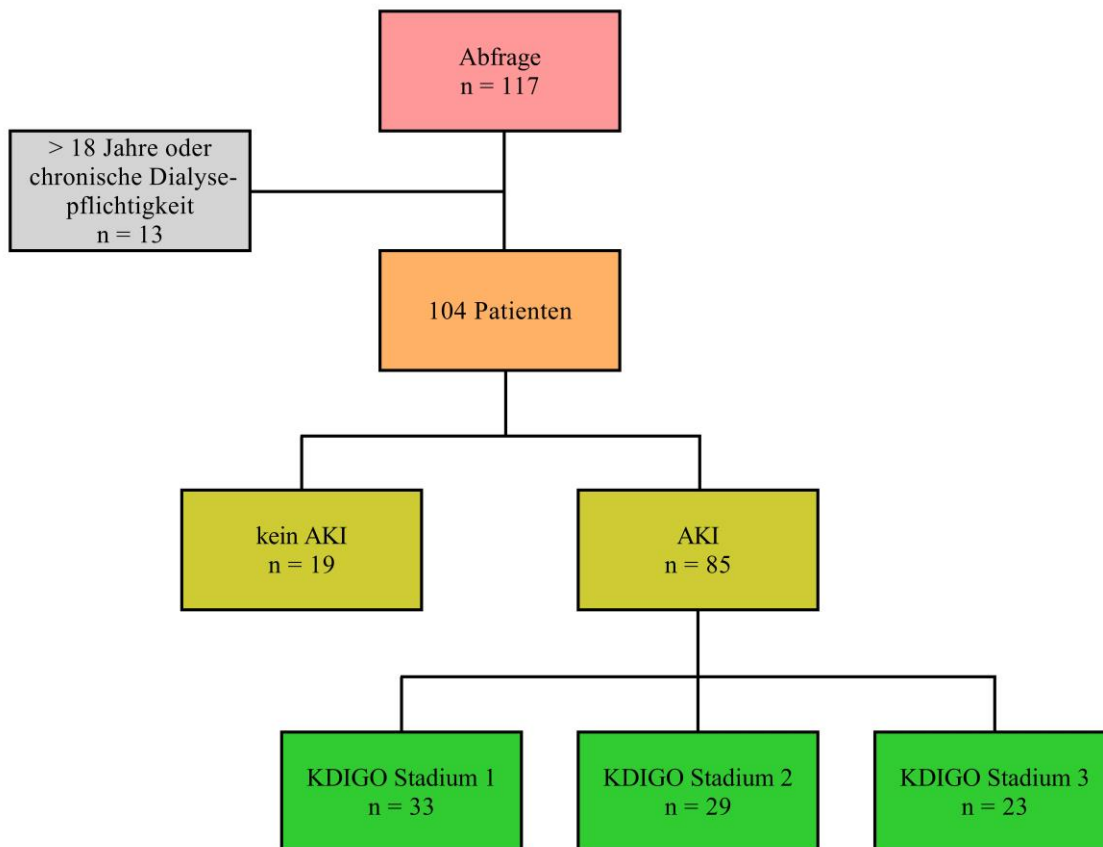 Abfrage
n = 117
> 18 Jahre oder
chronische Dialyse-
pflichtigkeit
n = 13
104 Patienten
kein AKI
n = 19
AKI
n = 85
KDIGO Stadium 1
n = 33
KDIGO Stadium 2
n = 29
KDIGO Stadium 3
n = 23